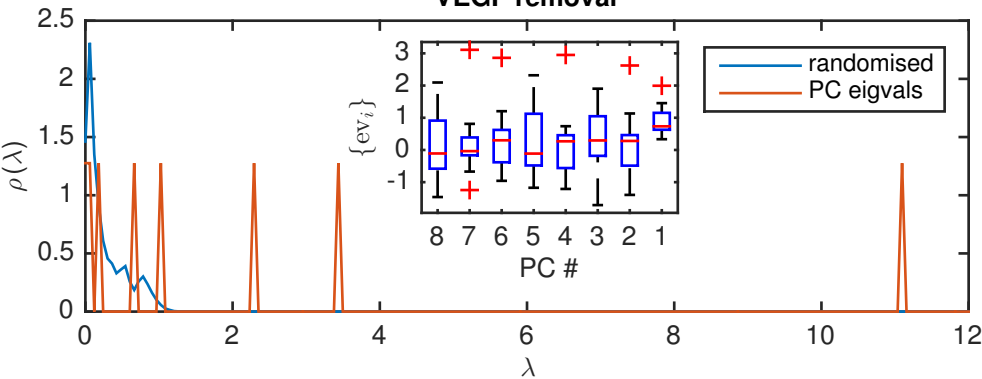 VEGF removal
2.5
2
1.5
1
0.5
0
ρ(λ)
0
2
4
6
8
10
12
λ
randomised
PC eigvals
3
2
1
0
-1
{ev_i}
8 7 6 5 4 3 2 1
PC #